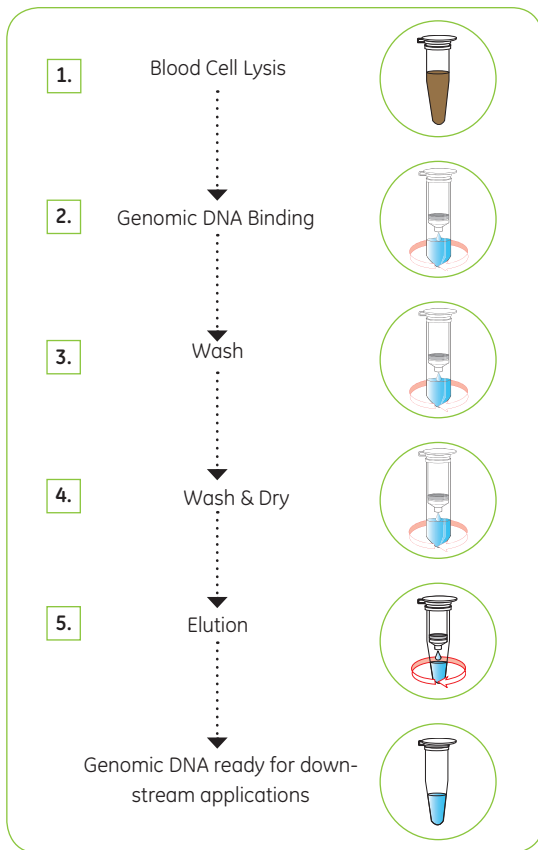 1. Blood Cell Lysis
2. Genomic DNA Binding
3. Wash
4. Wash & Dry
5. Elution
Genomic DNA ready for down-
stream applications